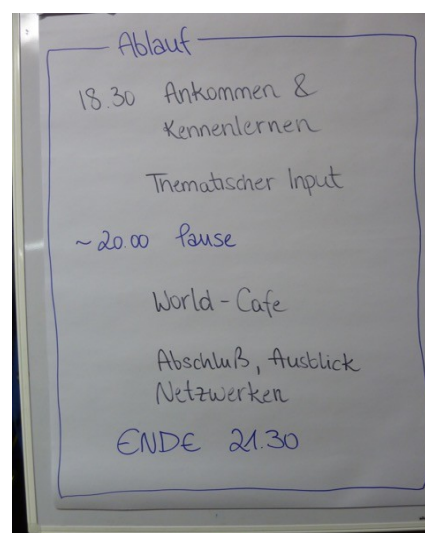 Ablauf
18.30 Ankommen &
Kennenlernen
Thematischer Input
~ 20.00 Pause
World - Cafe
Abschluß, Ausblick
Netzwerken
ENDE 21.30